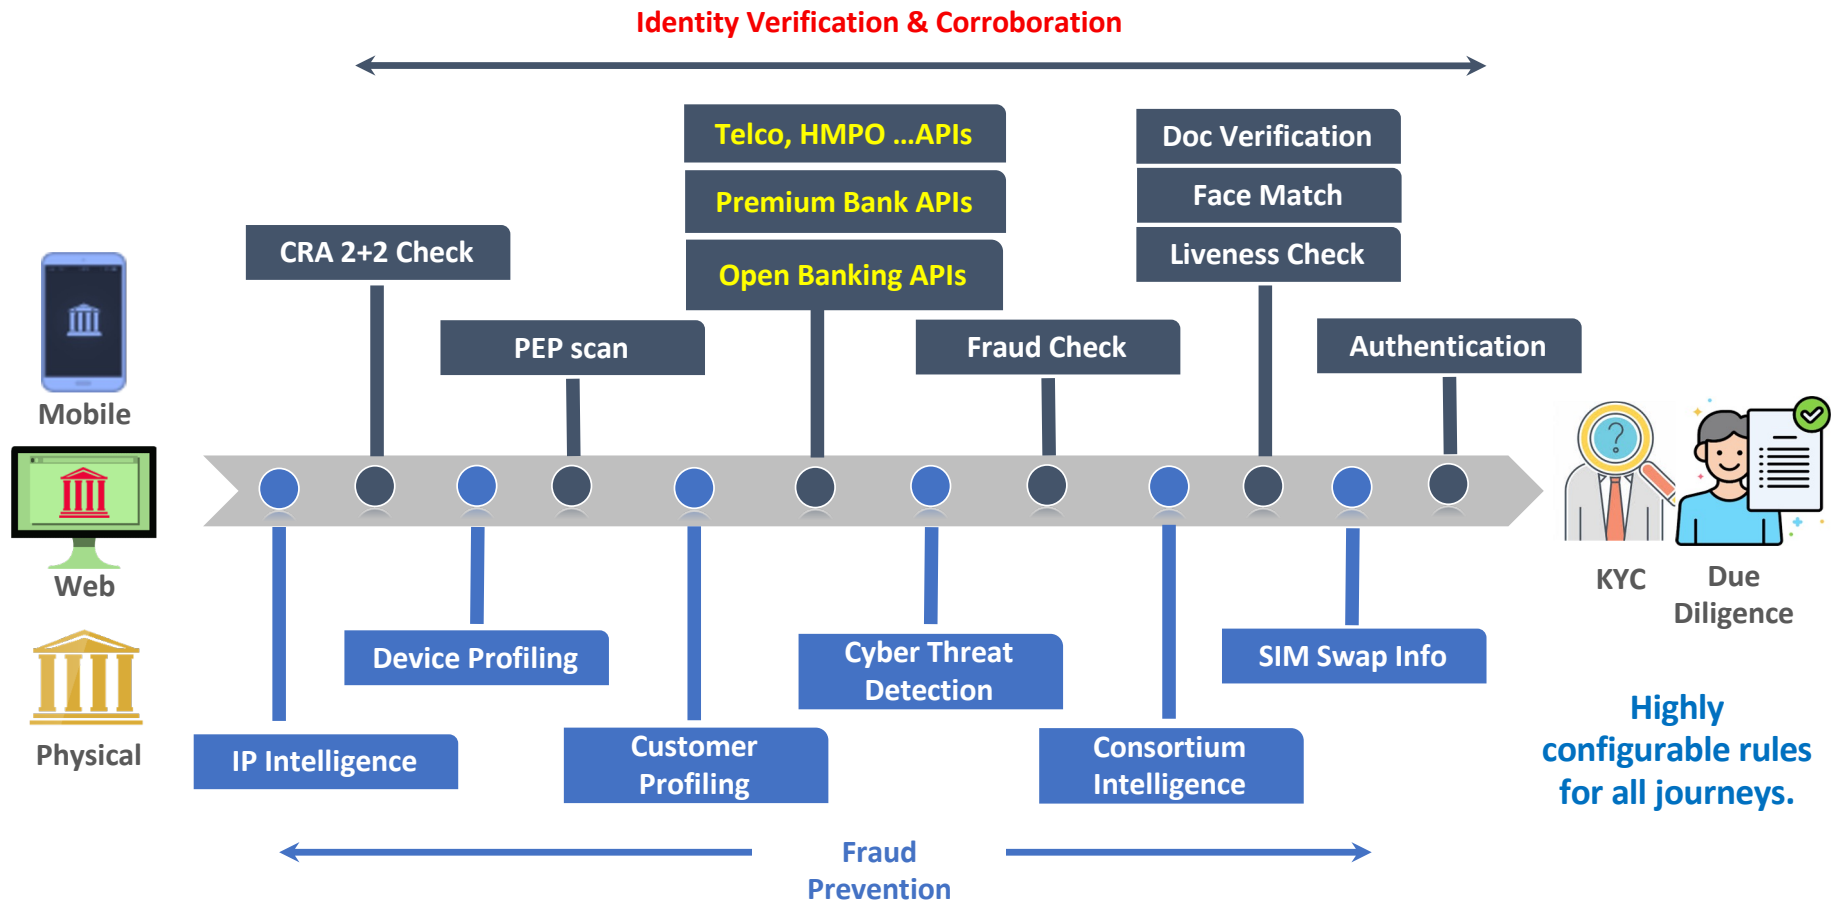 Identity Verification & Corroboration
Telco, HMPO ...APIs
Premium Bank APIs
Open Banking APIs
Doc Verification
Face Match
Liveness Check
CRA 2+2 Check
PEP scan
Fraud Check
Authentication
Mobile
Web
Physical
?
KYC
Due
Diligence
Device Profiling
Cyber Threat
Detection
SIM Swap Info
IP Intelligence
Customer
Profiling
Consortium
Intelligence
Highly
configurable rules
for all journeys.
Fraud
Prevention